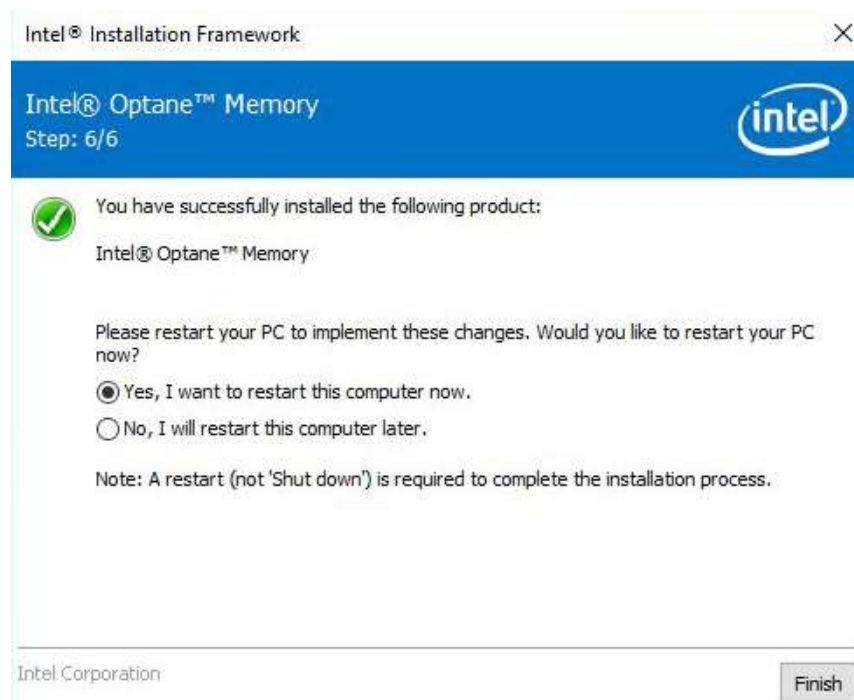 Intel® Installation Framework
Intel® Optane™ Memory
Step: 6/6
intel
You have successfully installed the following product:
Intel® Optane™ Memory
Please restart your PC to implement these changes. Would you like to restart your PC
now?
Yes, I want to restart this computer now.
No, I will restart this computer later.
Note: A restart (not 'Shut down') is required to complete the installation process.
Intel Corporation
Finish